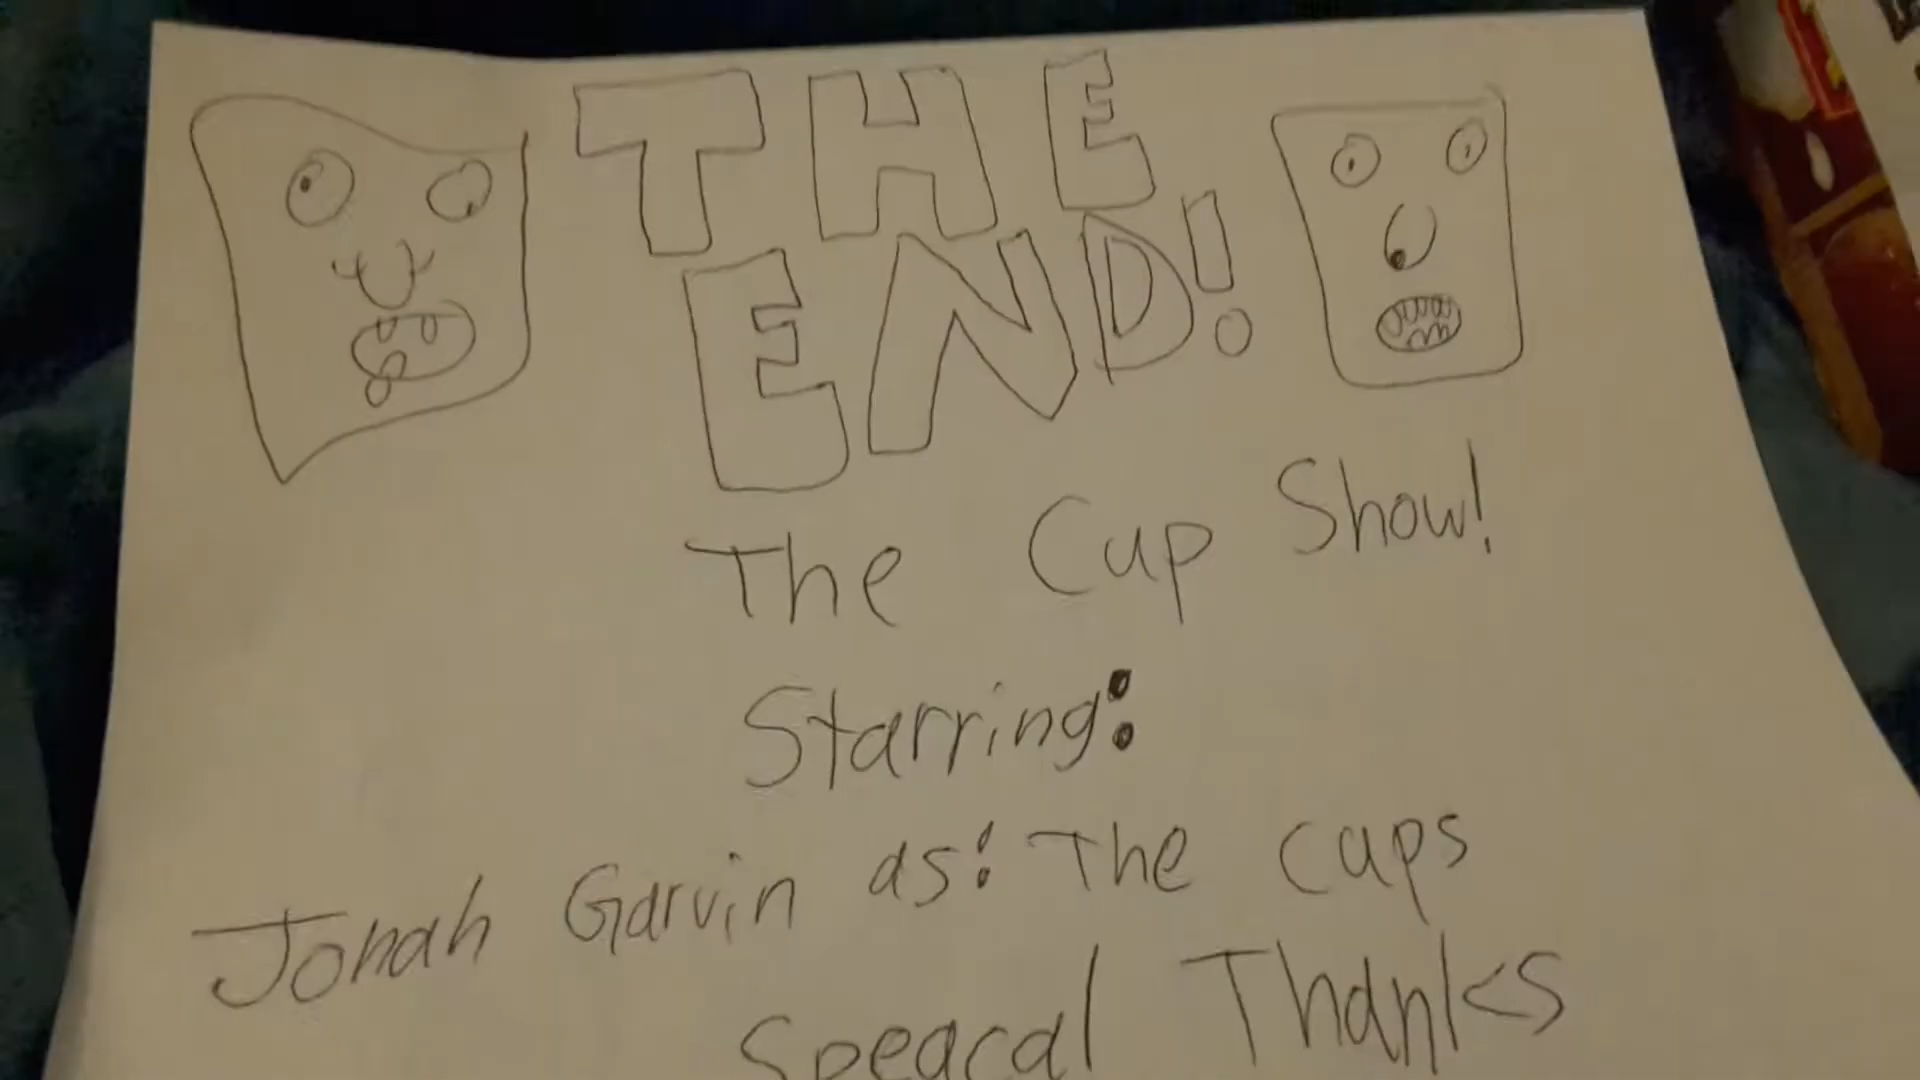 THE
END!
The Cup Show!
Starring:
Jonah Garvin as: The cups
Speacal Thanks